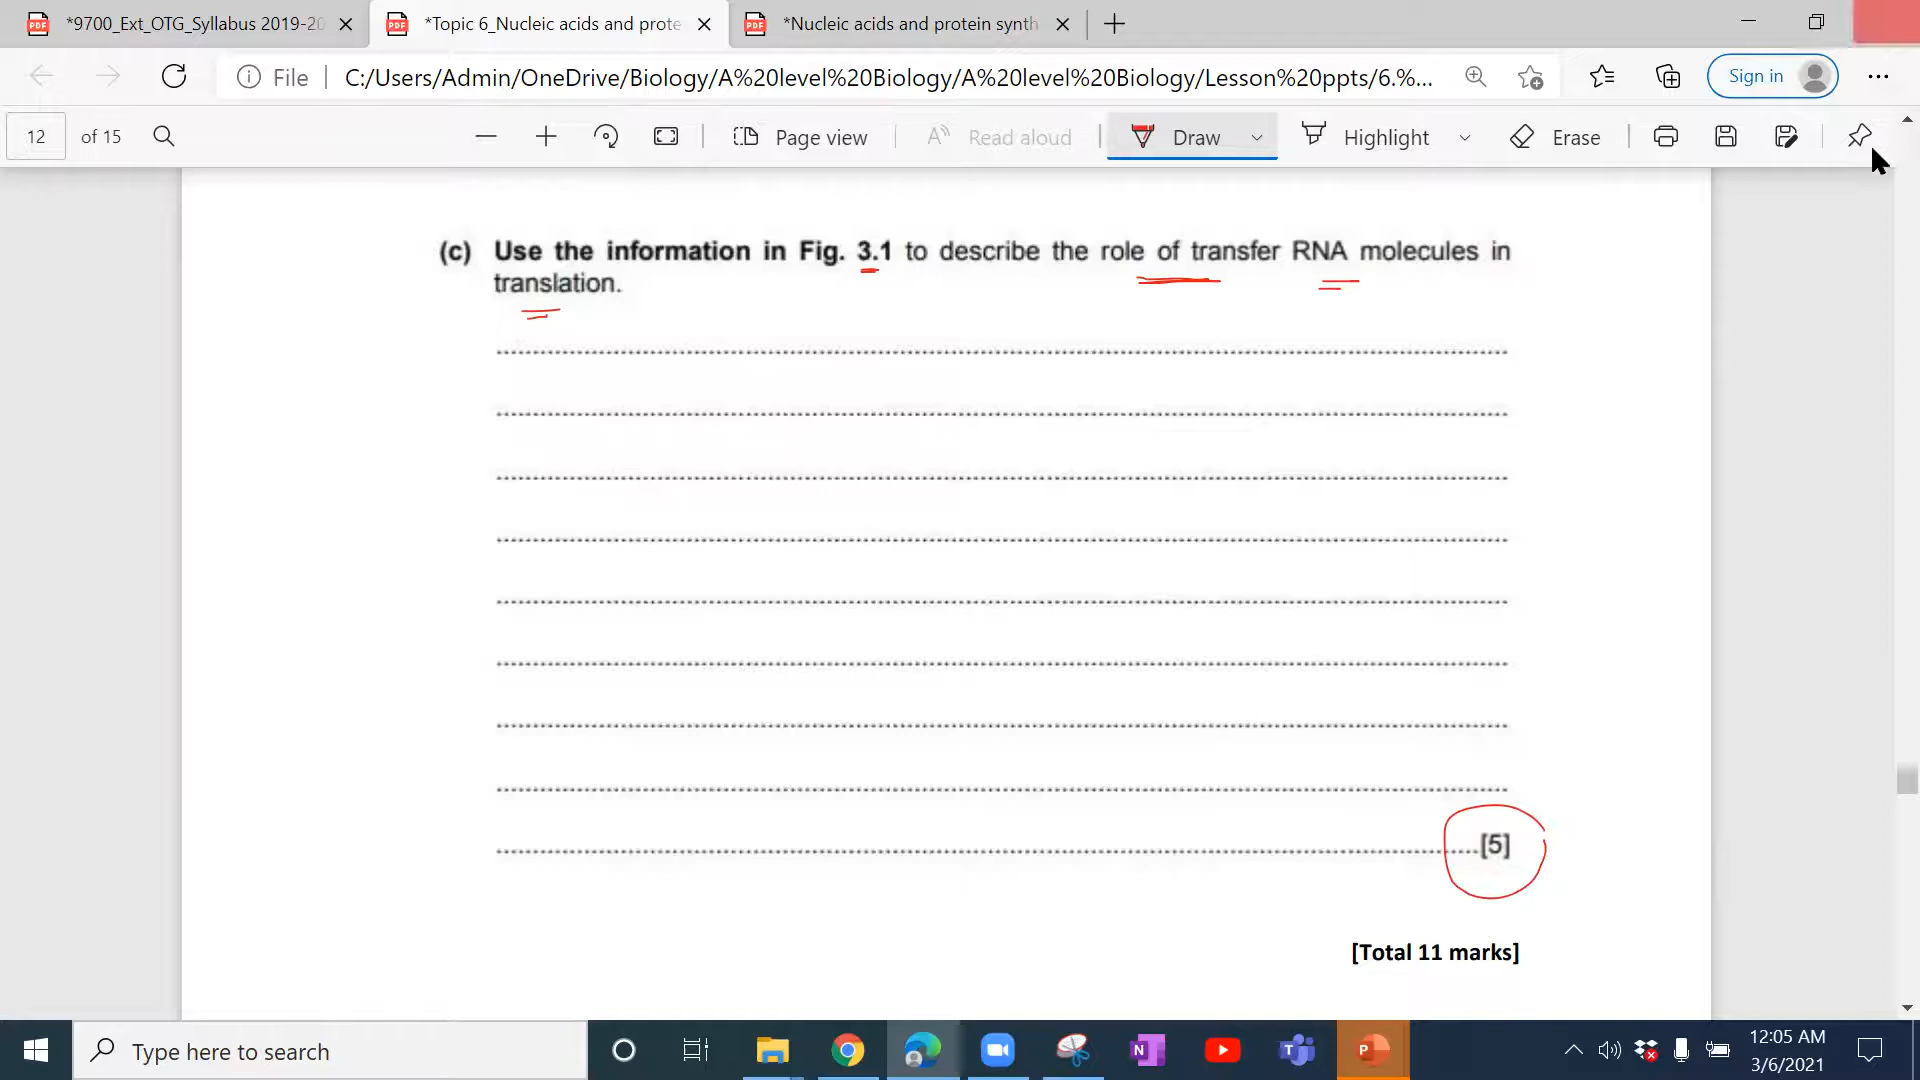 *9700_Ext_OTG_Syllabus 2019-20
*Topic 6_Nucleic acids and prote
*Nucleic acids and protein synth
File
C:/Users/Admin/OneDrive/Biology/A%20level%20Biology/A%20level%20Biology/Lesson%20ppts/6.%...
Sign in
12 of 15
Page view
Read aloud
Draw
Highlight
Erase
(c) Use the information in Fig. 3.1 to describe the role of transfer RNA molecules in
translation.
[5]
[Total 11 marks]
Type here to search
12:05 AM
3/6/2021